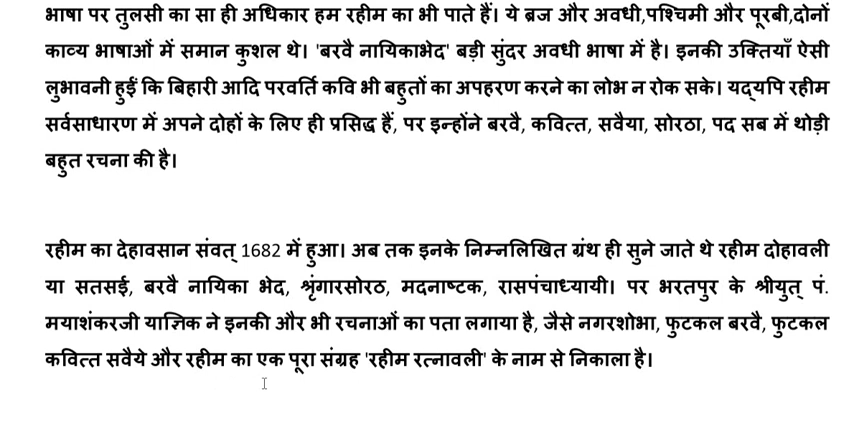 भाषा पर तुलसी का सा ही अधिकार हम रहीम का भी पाते हैं। ये ब्रज और अवधी,पश्चिमी और पूरबी,दोनों
काव्य भाषाओं में समान कुशल थे। 'बरवै नायिकाभेद' बड़ी सुंदर अवधी भाषा में है। इनकी उक्तियाँ ऐसी
लुभावनी हुईं कि बिहारी आदि परवर्ति कवि भी बहुतों का अपहरण करने का लोभ न रोक सके। यद्यपि रहीम
सर्वसाधारण में अपने दोहों के लिए ही प्रसिद्ध हैं, पर इन्होंने बरवै, कवित्त, सवैया, सोरठा, पद सब में थोड़ी
बहुत रचना की है।
रहीम का देहावसान संवत् 1682 में हुआ। अब तक इनके निम्नलिखित ग्रंथ ही सुने जाते थे रहीम दोहावली
या सतसई, बरवै नायिका भेद, श्रृंगारसोरठ, मदनाष्टक, रासपंचाध्यायी। पर भरतपुर के श्रीयुत् पं.
मयाशंकरजी याज्ञिक ने इनकी और भी रचनाओं का पता लगाया है, जैसे नगरशोभा, फुटकल बरवै, फुटकल
कवित्त सवैये और रहीम का एक पूरा संग्रह 'रहीम रत्नावली' के नाम से निकाला है।